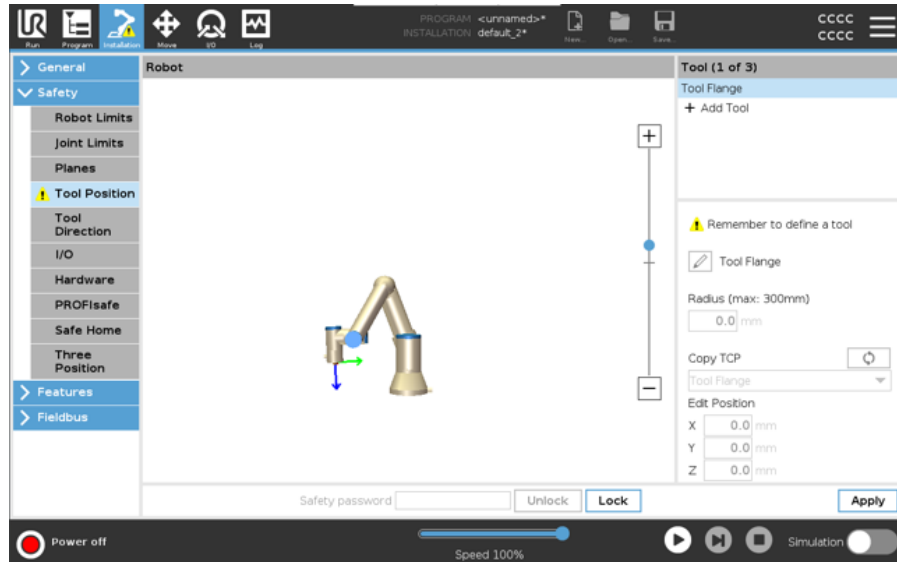 PROGRAM <unnamed>*
INSTALLATION default_2*
cccc
cccc
Run Program Installation Move I/O Log New... Open... Save...
General
Safety
Robot Limits
Joint Limits
Planes
Tool Position
Tool
Direction
I/O
Hardware
PROFIsafe
Safe Home
Three
Position
Features
Fieldbus
Robot
Tool (1 of 3)
Tool Flange
+ Add Tool
Remember to define a tool
Tool Flange
Radius (max: 300mm)
0.0 mm
Copy TCP
Tool Flange
Edit Position
X 0.0 mm
Y 0.0 mm
Z 0.0 mm
Safety password Unlock Lock
Apply
Power off
Speed 100%
Simulation